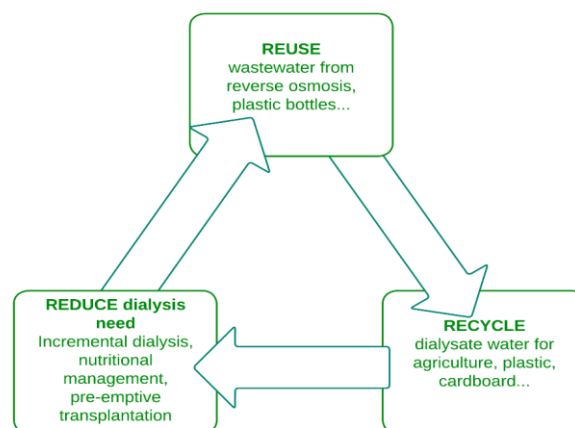 REUSE
wastewater from
reverse osmosis,
plastic bottles...
REDUCE dialysis
need
Incremental dialysis,
nutritional
management,
pre-emptive
transplantation
RECYCLE
dialysate water for
agriculture, plastic,
cardboard...